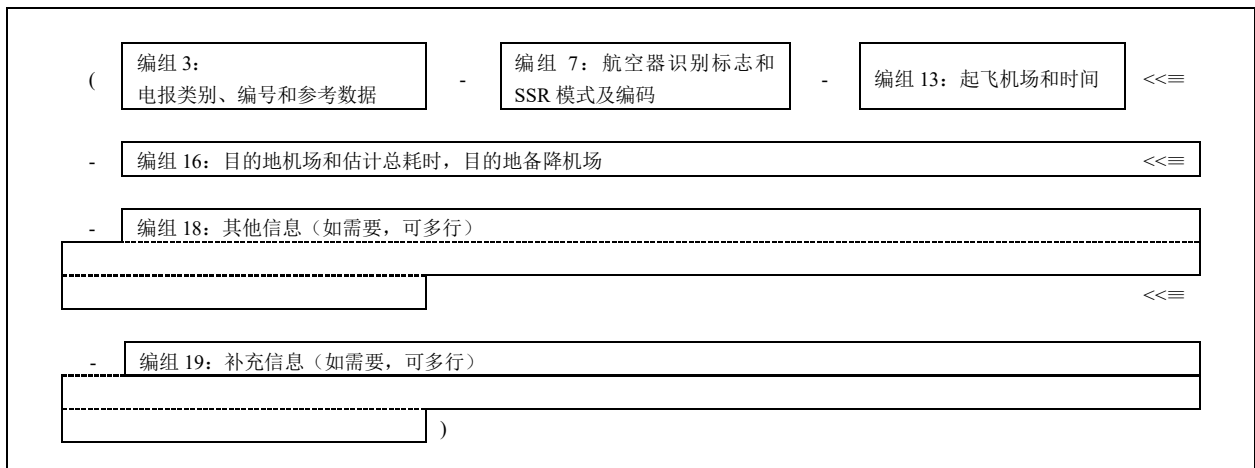 ( 编组 3：
电报类别、编号和参考数据 - 编组 7：航空器识别标志和
SSR 模式及编码 - 编组 13：起飞机场和时间 <<≡
- 编组 16：目的地机场和估计总耗时，目的地备降机场 <<≡
- 编组 18：其他信息（如需要，可多行）
<<≡
- 编组 19：补充信息（如需要，可多行）
)